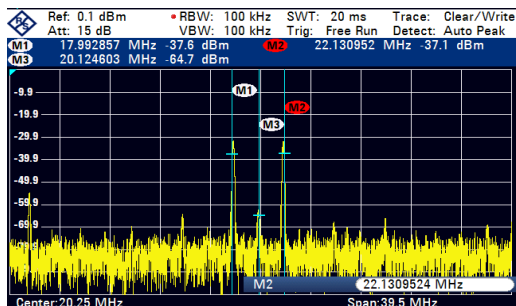 Ref: 0.1 dBm • RBW: 100 kHz SWT: 20 ms Trace: Clear/Write
Att: 15 dB VBW: 100 kHz Trig: Free Run Detect: Auto Peak
M1 17.992857 MHz -37.6 dBm M2 22.130952 MHz -37.1 dBm
M3 20.124603 MHz -64.7 dBm
M1
-9.9
M2
-19.9
M3
-29.9
-39.9
-49.9
-59.9
-69.9
M2 22.1309524 MHz
Center:20.25 MHz Span:39.5 MHz